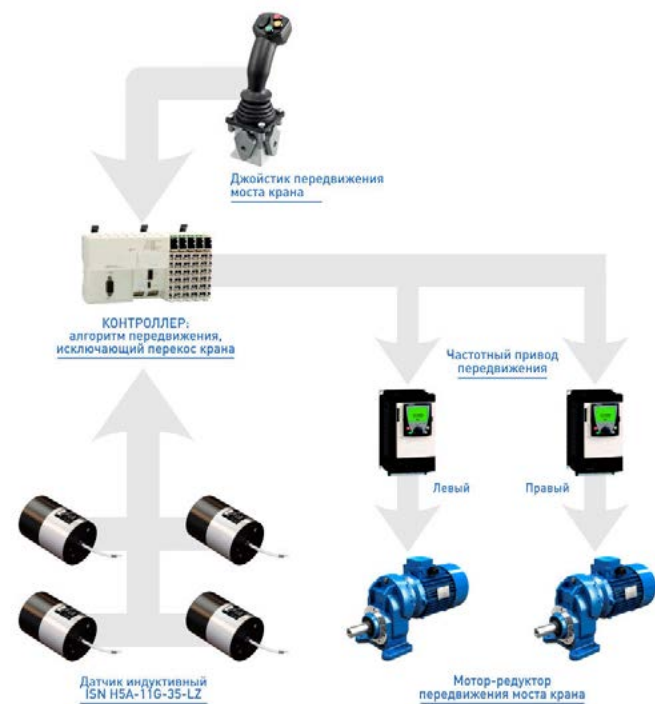 Джойстик передвижения
моста крана
КОНТРОЛЛЕР:
алгоритм передвижения,
исключающий перекос крана
Частотный привод
передвижения
Левый
Правый
Датчик индуктивный
ISN H5A-11G-35-LZ
Мотор-редуктор
передвижения моста крана